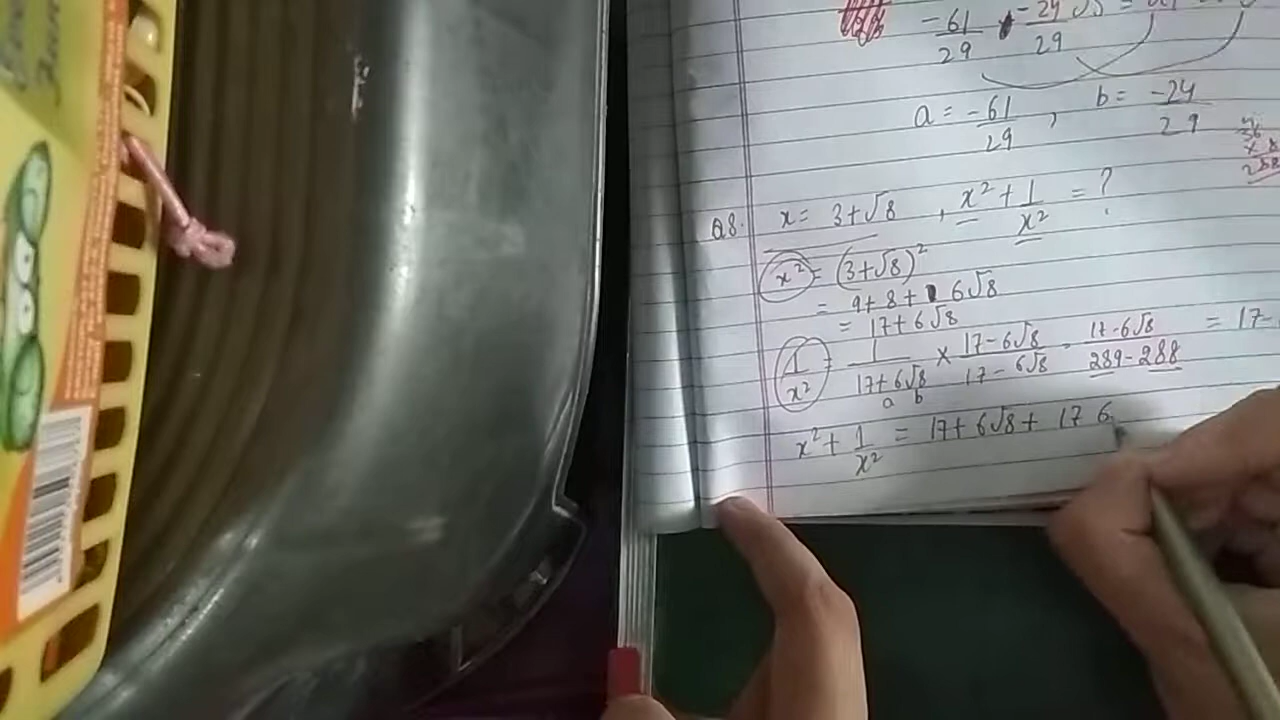 -61/29 -24√3/29 =
a = -61/29 , b = -24/29
Q8. x = 3+√8 , x² + 1/x² = ?
x² = (3+√8)²
= 9+8+ 6√8
= 17+6√8
1/x² = 1/17+6√8 × 17-6√8/17-6√8 = 17-6√8/289-288 = 17-
a b
x² + 1/x² = 17+6√8+ 17 6